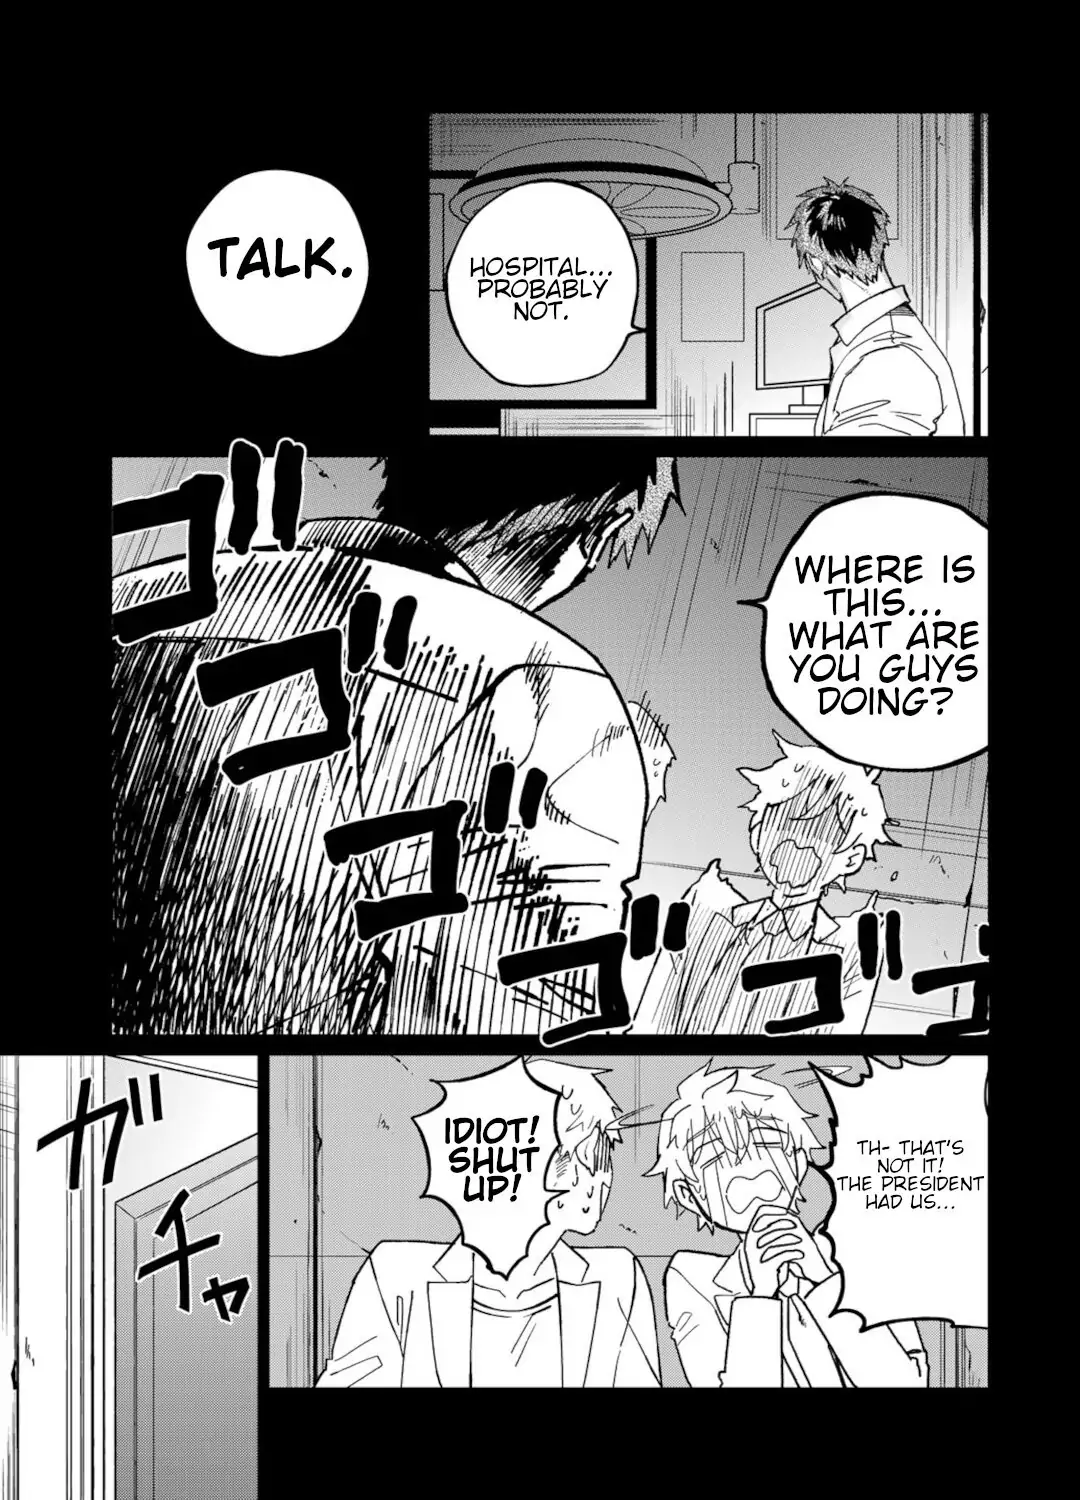 HOSPITAL...
PROBABLY
NOT.
TALK.
WHERE IS
THIS...
WHAT ARE
YOU GUYS
DOING?
ゴゴゴゴゴゴ
TH- THAT'S
NOT IT!
THE PRESIDENT
HAD US...
IDIOT!
SHUT
UP!
ガチャ